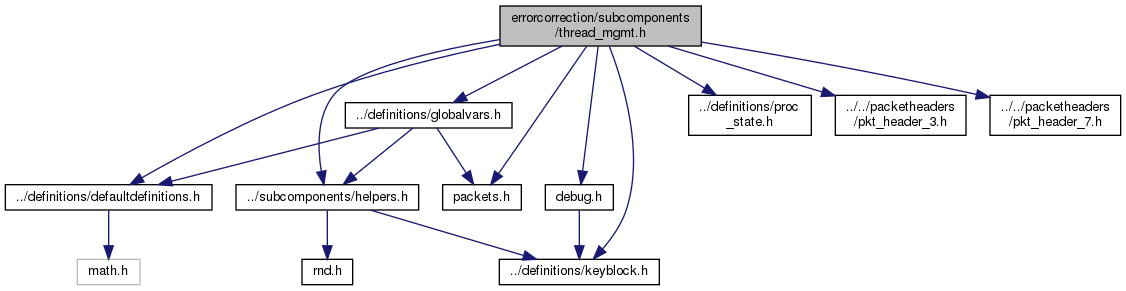 errorcorrection/subcomponents
/thread_mgmt.h
../definitions/globalvars.h
../definitions/proc
_state.h
../../packetheaders
/pkt_header_3.h
../../packetheaders
/pkt_header_7.h
../definitions/defaultdefinitions.h
../subcomponents/helpers.h
packets.h
debug.h
math.h
rnd.h
../definitions/keyblock.h